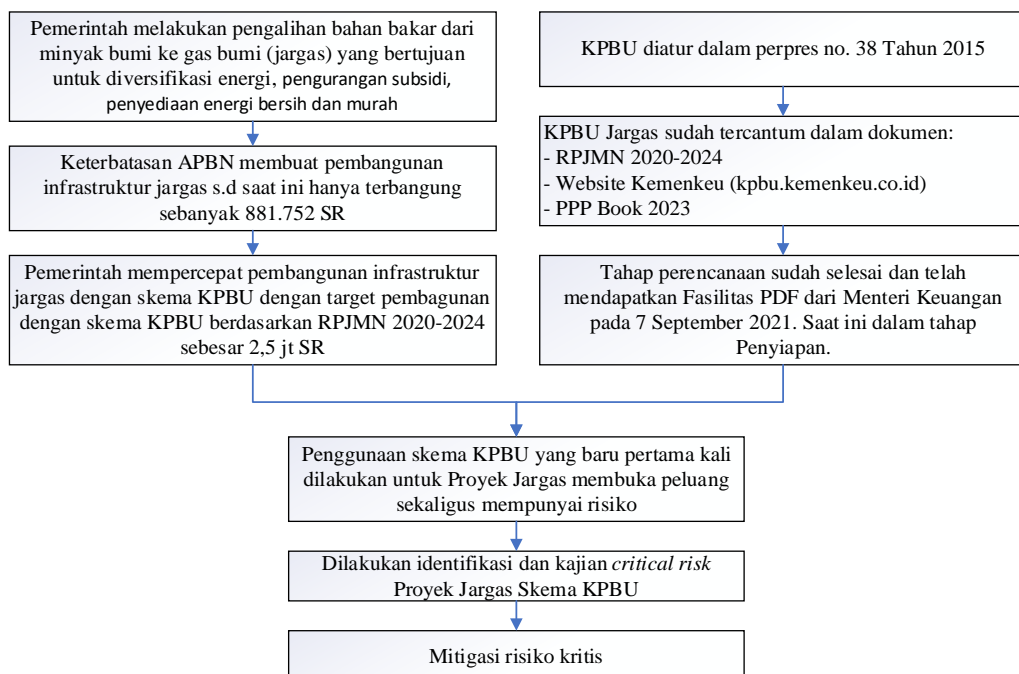 Pemerintah melakukan pengalihan bahan bakar dari
minyak bumi ke gas bumi (jargas) yang bertujuan
untuk diversifikasi energi, pengurangan subsidi,
penyediaan energi bersih dan murah
Keterbatasan APBN membuat pembangunan
infrastruktur jargas s.d saat ini hanya terbangung
sebanyak 881.752 SR
Pemerintah mempercepat pembangunan infrastruktur
jargas dengan skema KPBU dengan target pembagunan
dengan skema KPBU berdasarkan RPJMN 2020-2024
sebesar 2,5 jt SR
KPBU diatur dalam perpres no. 38 Tahun 2015
KPBU Jargas sudah tercantum dalam dokumen:
- RPJMN 2020-2024
- Website Kemenkeu (kpbu.kemenkeu.co.id)
- PPP Book 2023
Tahap perencanaan sudah selesai dan telah
mendapatkan Fasilitas PDF dari Menteri Keuangan
pada 7 September 2021. Saat ini dalam tahap
Penyiapan.
Penggunaan skema KPBU yang baru pertama kali
dilakukan untuk Proyek Jargas membuka peluang
sekaligus mempunyai risiko
Dilakukan identifikasi dan kajian critical risk
Proyek Jargas Skema KPBU
Mitigasi risiko kritis